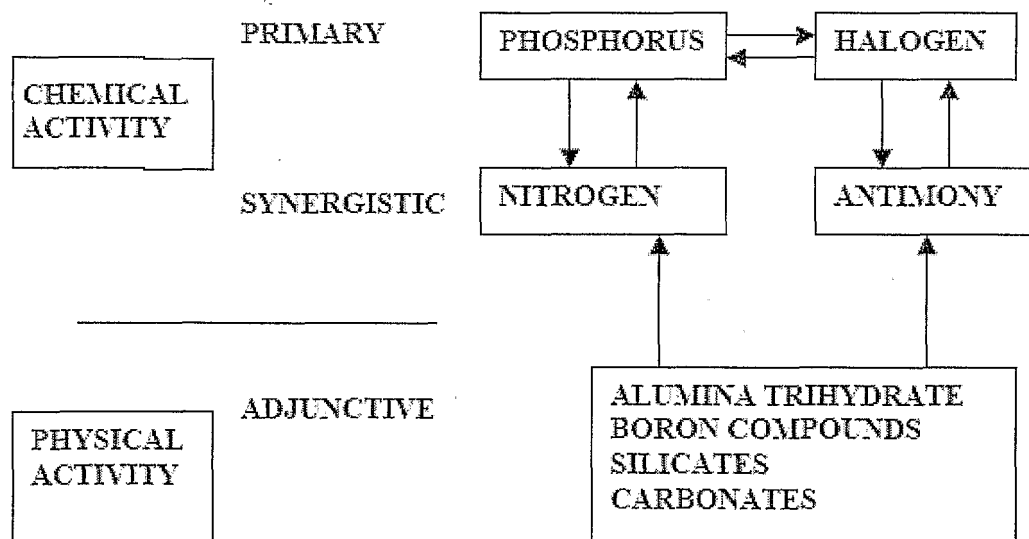 PRIMARY
PHOSPHORUS
HALOGEN
CHEMICAL
ACTIVITY
SYNERGISTIC
NITROGEN
ANTIMONY
ADJUNCTIVE
PHYSICAL
ACTIVITY
ALUMINA TRIHYDRATE
BORON COMPOUNDS
SILICATES
CARBONATES